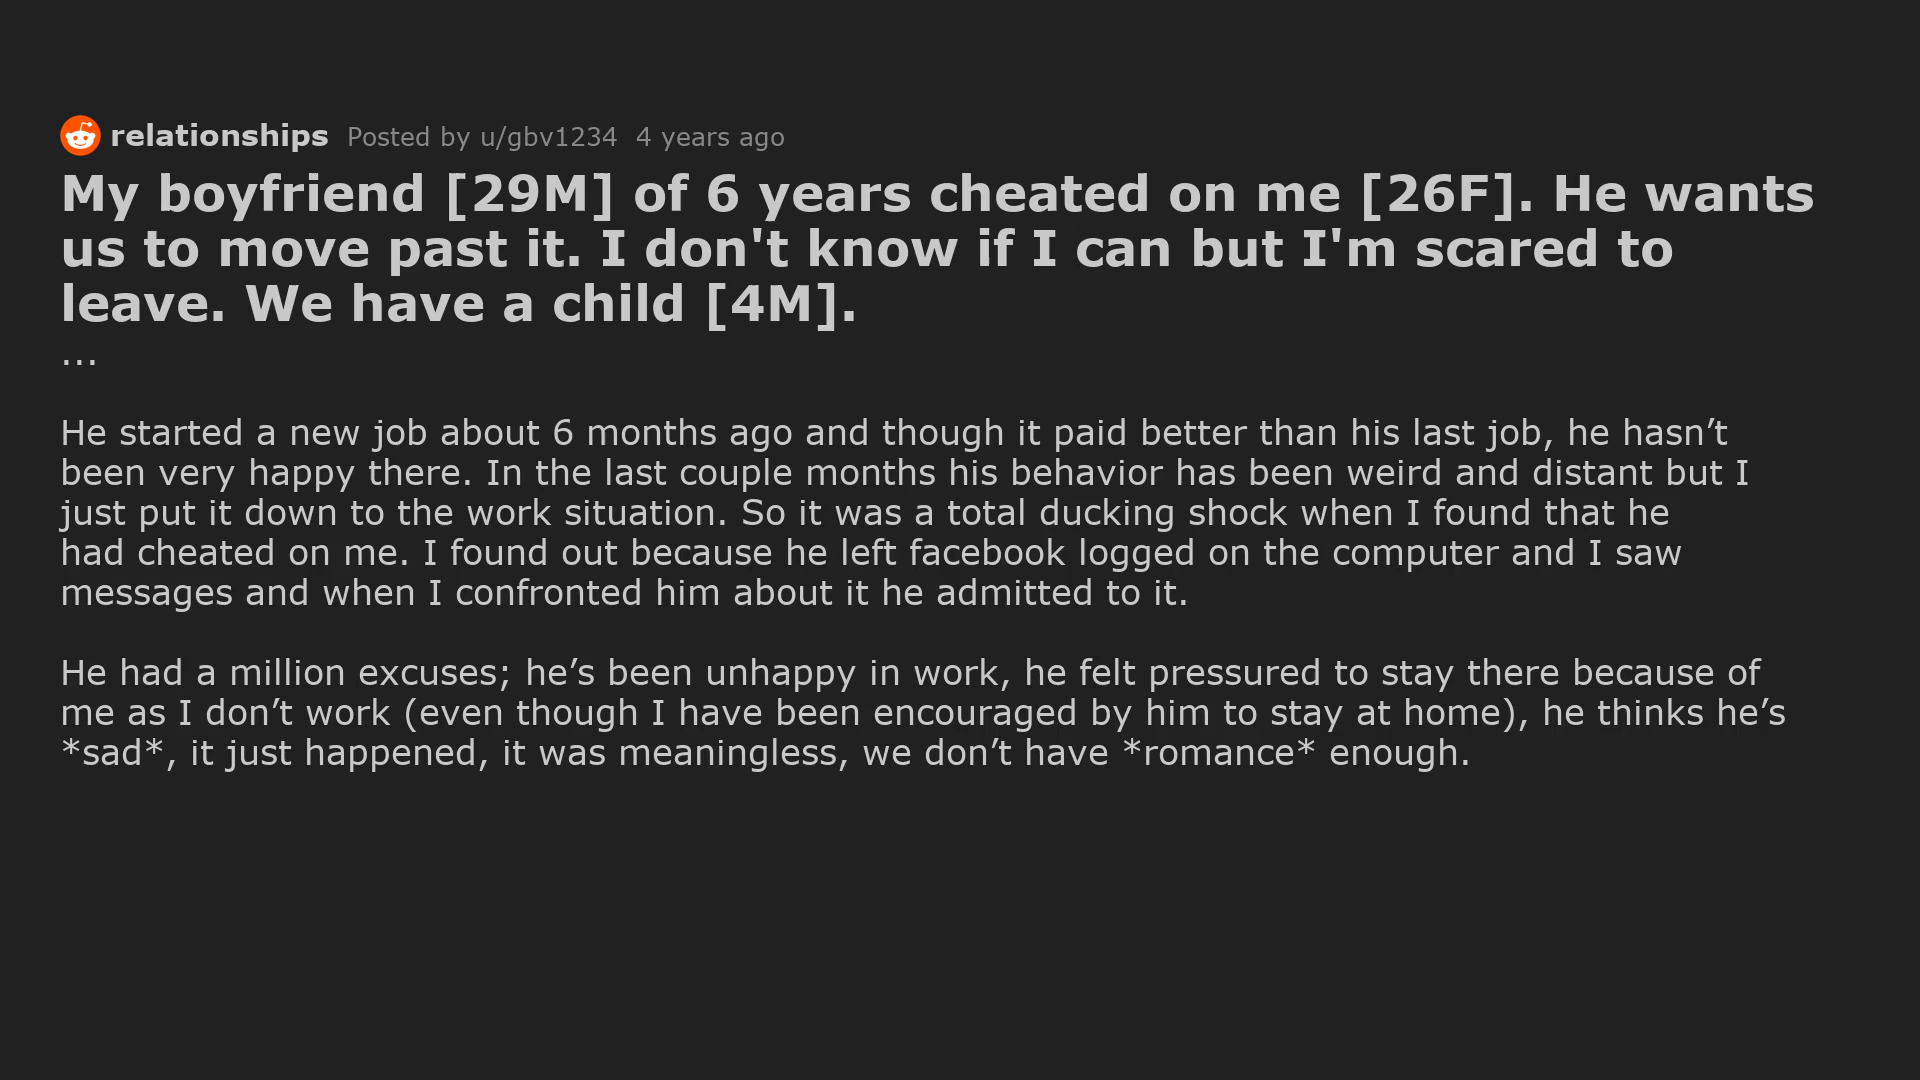 relationships Posted by u/gbv1234 4 years ago
My boyfriend [29M] of 6 years cheated on me [26F]. He wants
us to move past it. I don't know if I can but I'm scared to
leave. We have a child [4M].
...
He started a new job about 6 months ago and though it paid better than his last job, he hasn’t
been very happy there. In the last couple months his behavior has been weird and distant but I
just put it down to the work situation. So it was a total ducking shock when I found that he
had cheated on me. I found out because he left facebook logged on the computer and I saw
messages and when I confronted him about it he admitted to it.
He had a million excuses; he’s been unhappy in work, he felt pressured to stay there because of
me as I don’t work (even though I have been encouraged by him to stay at home), he thinks he’s
*sad*, it just happened, it was meaningless, we don’t have *romance* enough.